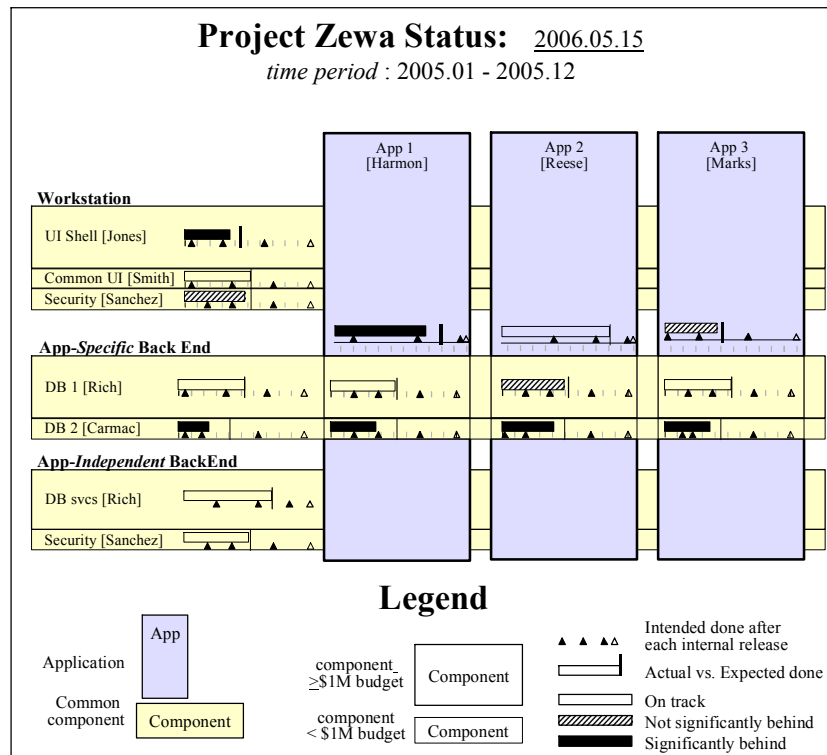 Project Zewa Status: 2006.05.15
time period : 2005.01 - 2005.12
App 1
[Harmon]
App 2
[Reese]
App 3
[Marks]
Workstation
UI Shell [Jones]
Common UI [Smith]
Security [Sanchez]
App-Specific Back End
DB 1 [Rich]
DB 2 [Carmac]
App-Independent BackEnd
DB svcs [Rich]
Security [Sanchez]
Legend
Application
App
Common
component
Component
component
>$1M budget
Component
component
< $1M budget
Component
Intended done after
each internal release
Actual vs. Expected done
On track
Not significantly behind
Significantly behind